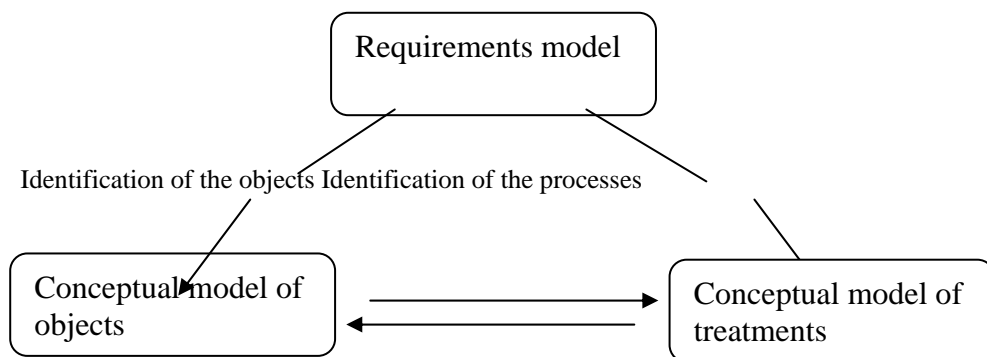 Requirements model
Identification of the objects Identification of the processes
Conceptual model of
objects
Conceptual model of
treatments